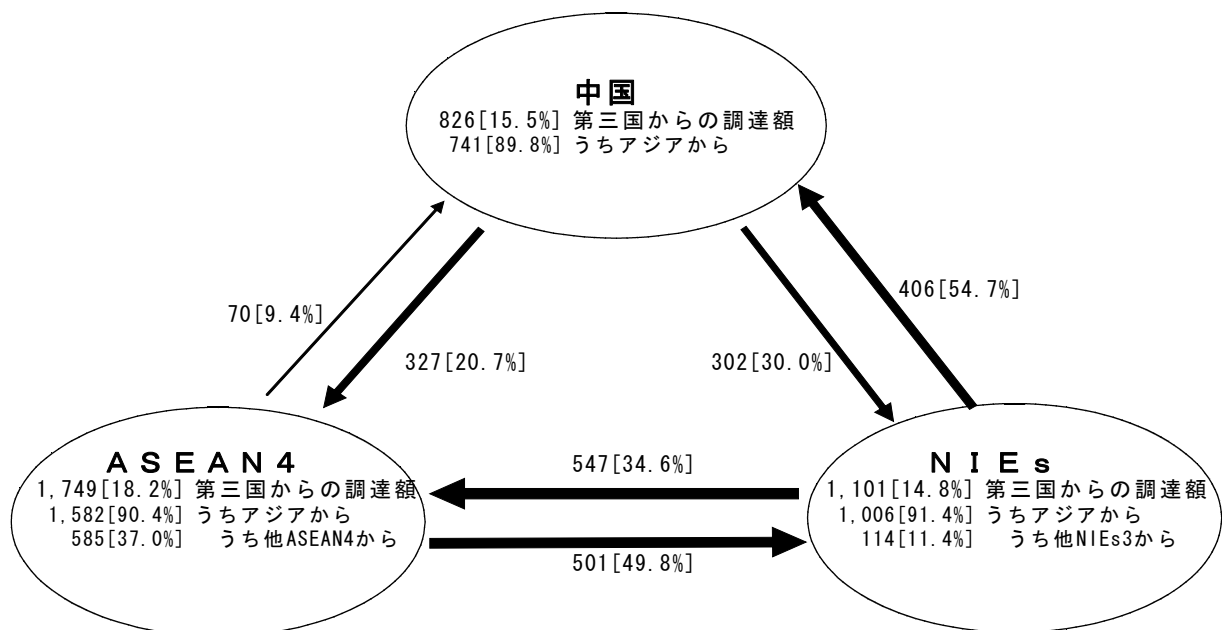 中国
826[15.5%] 第三国からの調達額
741[89.8%] うちアジアから
406[54.7%]
70[9.4%]
327[20.7%]
302[30.0%]
ASEAN4
1,749[18.2%] 第三国からの調達額
1,582[90.4%] うちアジアから
585[37.0%] うち他ASEAN4から
547[34.6%]
501[49.8%]
NIEs
1,101[14.8%] 第三国からの調達額
1,006[91.4%] うちアジアから
114[11.4%] うち他NIEs3から